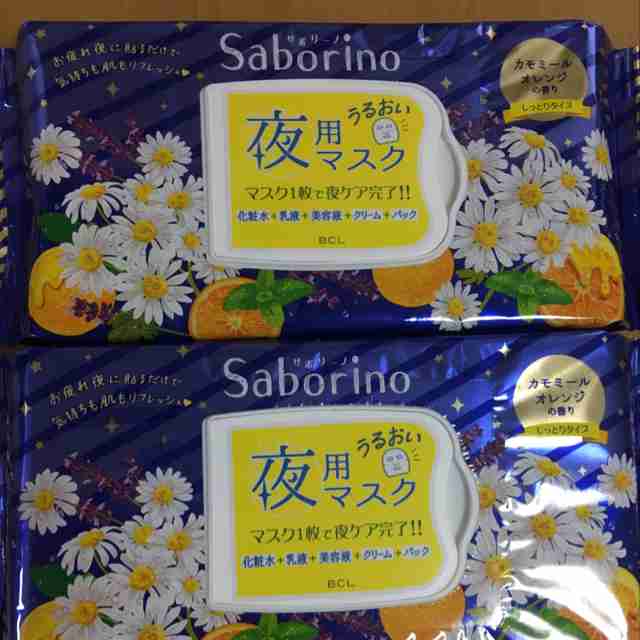 お疲れ夜に貼るだけで
気持ちも肌もリフレッシュ♥
サボリーノ
Saborino
カモミール
オレンジ
の香り
しっとりタイプ
うるおい
夜用マスク
マスク1枚で夜ケア完了!!
化粧水+乳液+美容液+クリーム+パック
BCL
お疲れ夜に貼るだけで
気持ちも肌もリフレッシュ♥
サボリーノ
Saborino
カモミール
オレンジ
の香り
しっとりタイプ
うるおい
夜用マスク
マスク1枚で夜ケア完了!!
化粧水+乳液+美容液+クリーム+パック
BCL